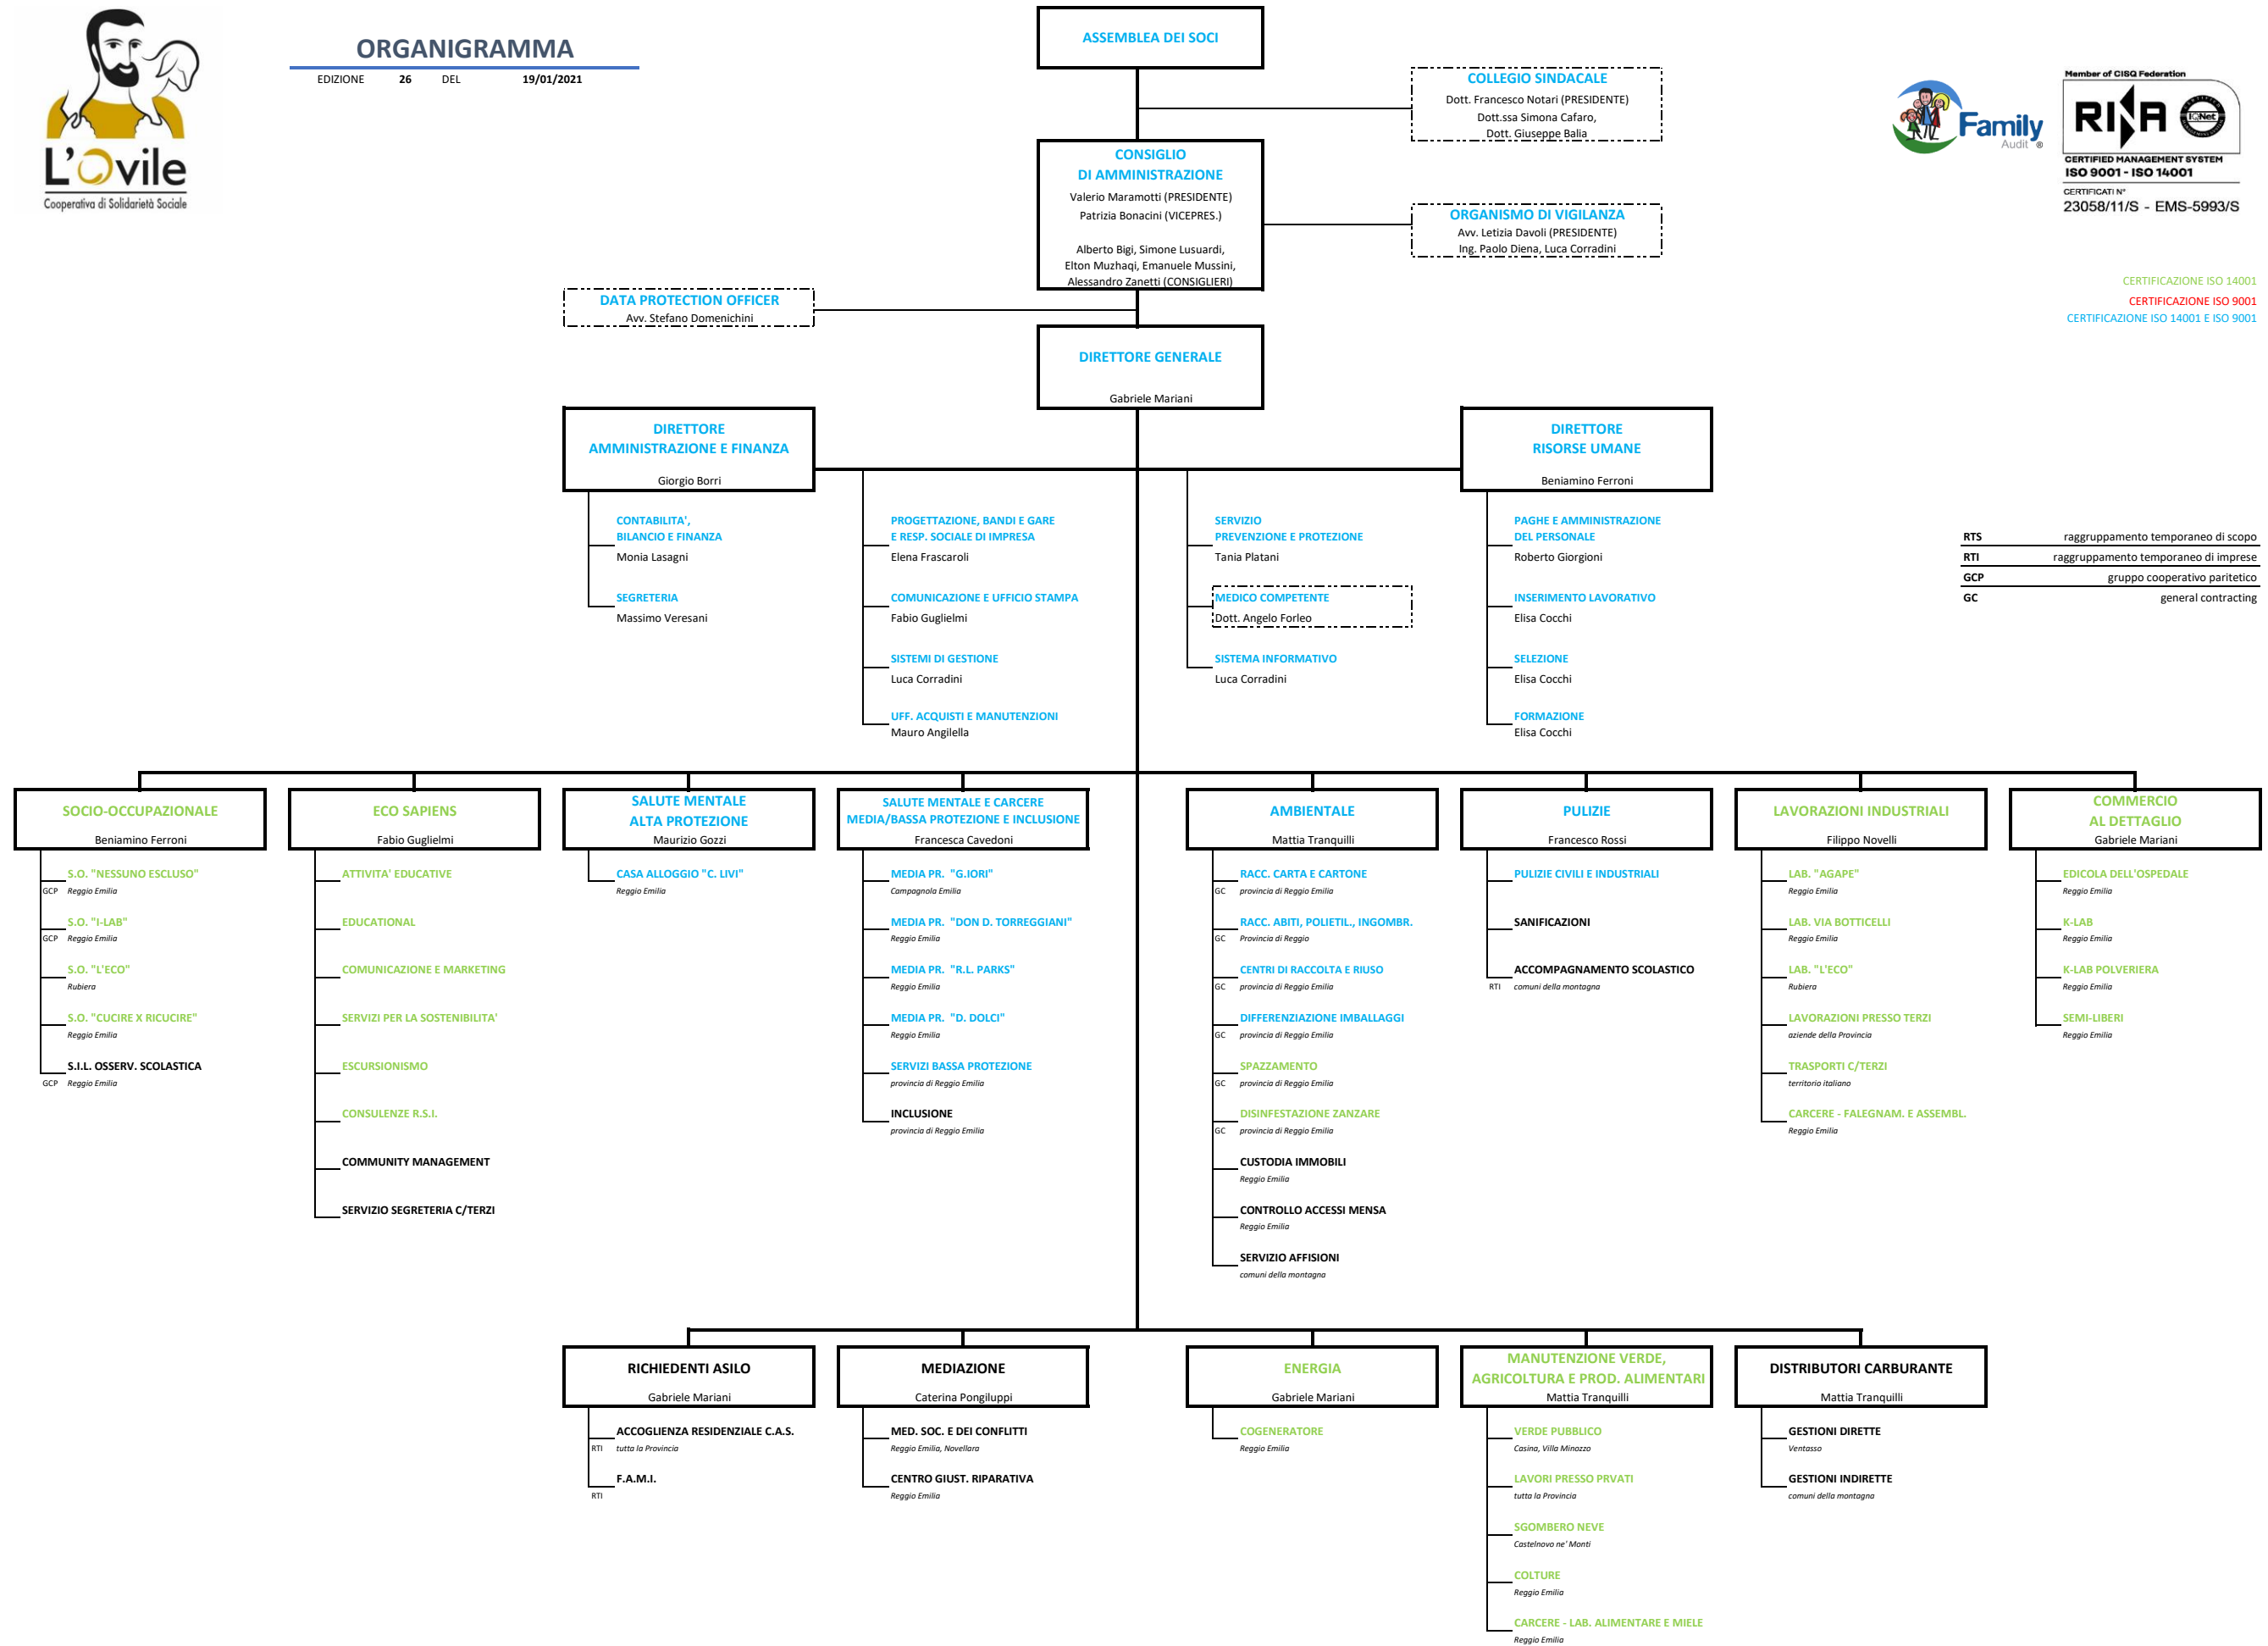 L'Ovile
Cooperativa di Solidarietà Sociale
ORGANIGRAMMA
EDIZIONE 26 DEL 19/01/2021
ASSEMBLEA DEI SOCI
COLLEGIO SINDACALE
Dott. Francesco Notari (PRESIDENTE)
Dott.ssa Simona Cafaro,
Dott. Giuseppe Balia
CONSIGLIO
DI AMMINISTRAZIONE
Valerio Maramotti (PRESIDENTE)
Patrizia Bonacini (VICEPRES.)
Alberto Bigi, Simone Lusuardi,
Elton Muzhaqi, Emanuele Mussini,
Alessandro Zanetti (CONSIGLIERI)
ORGANISMO DI VIGILANZA
Avv. Letizia Davoli (PRESIDENTE)
Ing. Paolo Diena, Luca Corradini
Family
Audit ®
Member of CISQ Federation
RINA
IQNet
CERTIFIED MANAGEMENT SYSTEM
ISO 9001 - ISO 14001
CERTIFICATI N°
23058/11/S - EMS-5993/S
CERTIFICAZIONE ISO 14001
CERTIFICAZIONE ISO 9001
CERTIFICAZIONE ISO 14001 E ISO 9001
DATA PROTECTION OFFICER
Avv. Stefano Domenichini
DIRETTORE GENERALE
Gabriele Mariani
DIRETTORE
AMMINISTRAZIONE E FINANZA
Giorgio Borri
DIRETTORE
RISORSE UMANE
Beniamino Ferroni
CONTABILITA',
BILANCIO E FINANZA
Monia Lasagni
SEGRETERIA
Massimo Veresani
PROGETTAZIONE, BANDI E GARE
E RESP. SOCIALE DI IMPRESA
Elena Frascaroli
COMUNICAZIONE E UFFICIO STAMPA
Fabio Guglielmi
SISTEMI DI GESTIONE
Luca Corradini
UFF. ACQUISTI E MANUTENZIONI
Mauro Angilella
SERVIZIO
PREVENZIONE E PROTEZIONE
Tania Platani
MEDICO COMPETENTE
Dott. Angelo Forleo
SISTEMA INFORMATIVO
Luca Corradini
PAGHE E AMMINISTRAZIONE
DEL PERSONALE
Roberto Giorgioni
INSERIMENTO LAVORATIVO
Elisa Cocchi
SELEZIONE
Elisa Cocchi
FORMAZIONE
Elisa Cocchi
RTS raggruppamento temporaneo di scopo
RTI raggruppamento temporaneo di imprese
GCP gruppo cooperativo paritetico
GC general contracting
SOCIO-OCCUPAZIONALE
Beniamino Ferroni
S.O. "NESSUNO ESCLUSO"
GCP Reggio Emilia
S.O. "I-LAB"
GCP Reggio Emilia
S.O. "L'ECO"
Rubiera
S.O. "CUCIRE X RICUCIRE"
Reggio Emilia
S.I.L. OSSERV. SCOLASTICA
GCP Reggio Emilia
ECO SAPIENS
Fabio Guglielmi
ATTIVITA' EDUCATIVE
EDUCATIONAL
COMUNICAZIONE E MARKETING
SERVIZI PER LA SOSTENIBILITA'
ESCURSIONISMO
CONSULENZE R.S.I.
COMMUNITY MANAGEMENT
SERVIZIO SEGRETERIA C/TERZI
SALUTE MENTALE
ALTA PROTEZIONE
Maurizio Gozzi
CASA ALLOGGIO "C. LIVI"
Reggio Emilia
SALUTE MENTALE E CARCERE
MEDIA/BASSA PROTEZIONE E INCLUSIONE
Francesca Cavedoni
MEDIA PR. "G.IORI"
Campagnola Emilia
MEDIA PR. "DON D. TORREGGIANI"
Reggio Emilia
MEDIA PR. "R.L. PARKS"
Reggio Emilia
MEDIA PR. "D. DOLCI"
Reggio Emilia
SERVIZI BASSA PROTEZIONE
provincia di Reggio Emilia
INCLUSIONE
provincia di Reggio Emilia
AMBIENTALE
Mattia Tranquilli
RACC. CARTA E CARTONE
GC provincia di Reggio Emilia
RACC. ABITI, POLIETIL., INGOMBR.
GC Provincia di Reggio
CENTRI DI RACCOLTA E RIUSO
GC provincia di Reggio Emilia
DIFFERENZIAZIONE IMBALLAGGI
GC provincia di Reggio Emilia
SPAZZAMENTO
GC provincia di Reggio Emilia
DISINFESTAZIONE ZANZARE
GC provincia di Reggio Emilia
CUSTODIA IMMOBILI
Reggio Emilia
CONTROLLO ACCESSI MENSA
Reggio Emilia
SERVIZIO AFFISIONI
comuni della montagna
PULIZIE
Francesco Rossi
PULIZIE CIVILI E INDUSTRIALI
SANIFICAZIONI
ACCOMPAGNAMENTO SCOLASTICO
RTI comuni della montagna
LAVORAZIONI INDUSTRIALI
Filippo Novelli
LAB. "AGAPE"
Reggio Emilia
LAB. VIA BOTTICELLI
Reggio Emilia
LAB. "L'ECO"
Rubiera
LAVORAZIONI PRESSO TERZI
aziende della Provincia
TRASPORTI C/TERZI
territorio italiano
CARCERE - FALEGNAM. E ASSEMBL.
Reggio Emilia
COMMERCIO
AL DETTAGLIO
Gabriele Mariani
EDICOLA DELL'OSPEDALE
Reggio Emilia
K-LAB
Reggio Emilia
K-LAB POLVERIERA
Reggio Emilia
SEMI-LIBERI
Reggio Emilia
RICHIEDENTI ASILO
Gabriele Mariani
ACCOGLIENZA RESIDENZIALE C.A.S.
RTI tutta la Provincia
F.A.M.I.
RTI
MEDIAZIONE
Caterina Pongiluppi
MED. SOC. E DEI CONFLITTI
Reggio Emilia, Novellara
CENTRO GIUST. RIPARATIVA
Reggio Emilia
ENERGIA
Gabriele Mariani
COGENERATORE
Reggio Emilia
MANUTENZIONE VERDE,
AGRICOLTURA E PROD. ALIMENTARI
Mattia Tranquilli
VERDE PUBBLICO
Casina, Villa Minozzo
LAVORI PRESSO PRVATI
tutta la Provincia
SGOMBERO NEVE
Castelnovo ne' Monti
COLTURE
Reggio Emilia
CARCERE - LAB. ALIMENTARE E MIELE
Reggio Emilia
DISTRIBUTORI CARBURANTE
Mattia Tranquilli
GESTIONI DIRETTE
Ventasso
GESTIONI INDIRETTE
comuni della montagna